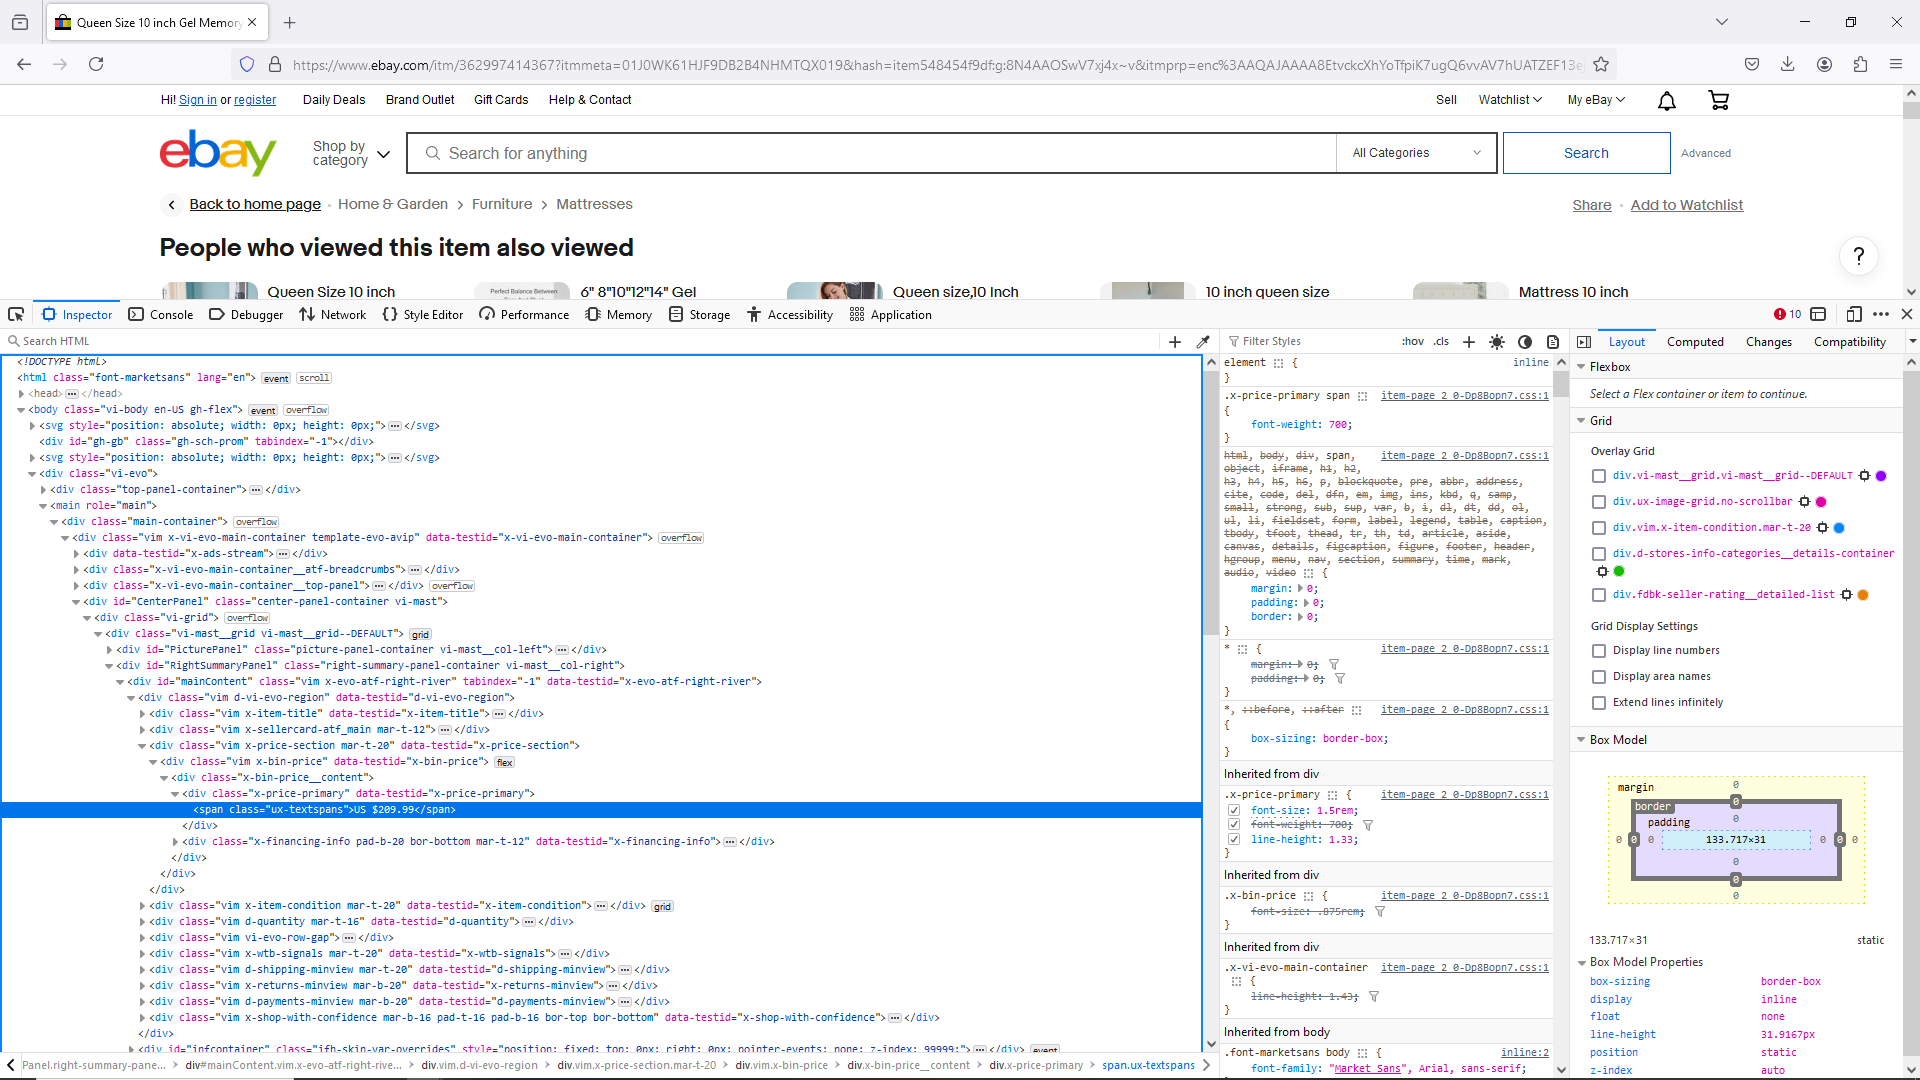 Queen Size 10 inch Gel Memory
https://www.ebay.com/itm/362997414367?itmmeta=01J0WK61HJF9DB2B4NHMTQX019&hash=item548454f9df:g:8N4AAOSwV7xj4x~v&itmprp=enc%3AAQAJAAAA8EtvckcXhYoTfpiK7ugQ6vvAV7hUATZEF13e
Hi! Sign in or register Daily Deals Brand Outlet Gift Cards Help & Contact Sell Watchlist My eBay
ebay
Shop by category
Search for anything
All Categories
Search
Advanced
Back to home page · Home & Garden > Furniture > Mattresses
Share · Add to Watchlist
People who viewed this item also viewed
?
Perfect Balance Between
Queen Size 10 inch
6" 8"10"12"14" Gel
Queen size,10 Inch
10 inch queen size
Mattress 10 inch
Inspector Console Debugger Network Style Editor Performance Memory Storage Accessibility Application 10
Search HTML
<!DOCTYPE html>
<html class="font-marketsans" lang="en"> event scroll
<head> </head>
<body class="vi-body en-US gh-flex"> event overflow
<svg style="position: absolute; width: 0px; height: 0px;"> </svg>
<div id="gh-gb" class="gh-sch-prom" tabindex="-1"></div>
<svg style="position: absolute; width: 0px; height: 0px;"> </svg>
<div class="vi-evo">
<div class="top-panel-container"> </div>
<main role="main">
<div class="main-container"> overflow
<div class="vim x-vi-evo-main-container template-evo-avip" data-testid="x-vi-evo-main-container"> overflow
<div data-testid="x-ads-stream"> </div>
<div class="x-vi-evo-main-container__atf-breadcrumbs"> </div>
<div class="x-vi-evo-main-container__top-panel"> </div> overflow
<div id="CenterPanel" class="center-panel-container vi-mast">
<div class="vi-grid"> overflow
<div class="vi-mast__grid vi-mast__grid--DEFAULT"> grid
<div id="PicturePanel" class="picture-panel-container vi-mast__col-left"> </div>
<div id="RightSummaryPanel" class="right-summary-panel-container vi-mast__col-right">
<div id="mainContent" class="vim x-evo-atf-right-river" tabindex="-1" data-testid="x-evo-atf-right-river">
<div class="vim d-vi-evo-region" data-testid="d-vi-evo-region">
<div class="vim x-item-title" data-testid="x-item-title"> </div>
<div class="vim x-sellercard-atf_main mar-t-12"> </div>
<div class="vim x-price-section mar-t-20" data-testid="x-price-section">
<div class="vim x-bin-price" data-testid="x-bin-price"> flex
<div class="x-bin-price__content">
<div class="x-price-primary" data-testid="x-price-primary">
<span class="ux-textspans">US $209.99</span>
</div>
<div class="x-financing-info pad-b-20 bor-bottom mar-t-12" data-testid="x-financing-info"> </div>
</div>
</div>
</div>
<div class="vim x-item-condition mar-t-20" data-testid="x-item-condition"> </div> grid
<div class="vim d-quantity mar-t-16" data-testid="d-quantity"> </div>
<div class="vim vi-evo-row-gap"> </div>
<div class="vim x-wtb-signals mar-t-20" data-testid="x-wtb-signals"> </div>
<div class="vim d-shipping-minview mar-t-20" data-testid="d-shipping-minview"> </div>
<div class="vim x-returns-minview mar-b-20" data-testid="x-returns-minview"> </div>
<div class="vim d-payments-minview mar-b-20" data-testid="d-payments-minview"> </div>
<div class="vim x-shop-with-confidence mar-b-16 pad-t-16 pad-b-16 bor-top bor-bottom" data-testid="x-shop-with-confidence"> </div>
</div>
<div id="infcontainer" class="ifh-skin-var-overrides" style="position: fixed; top: 0px; right: 0px; pointer-events: none; z-index: 99999;"> </div> event
Panel.right-summary-pane... div#mainContent.vim.x-evo-atf-right-rive... div.vim.d-vi-evo-region div.vim.x-price-section.mar-t-20 div.vim.x-bin-price div.x-bin-price__content div.x-price-primary span.ux-textspans
Filter Styles :hov .cls
element { inline
}
.x-price-primary span item-page_2_0-Dp8Bopn7.css:1
{
font-weight: 700;
}
html, body, div, span, item-page_2_0-Dp8Bopn7.css:1
object, iframe, h1, h2,
h3, h4, h5, h6, p, blockquote, pre, abbr, address,
cite, code, del, dfn, em, img, ins, kbd, q, samp,
small, strong, sub, sup, var, b, i, dl, dt, dd, ol,
ul, li, fieldset, form, label, legend, table, caption,
tbody, tfoot, thead, tr, th, td, article, aside,
canvas, details, figcaption, figure, footer, header,
hgroup, menu, nav, section, summary, time, mark,
audio, video {
margin: 0;
padding: 0;
border: 0;
}
* { item-page_2_0-Dp8Bopn7.css:1
margin: 0;
padding: 0;
}
*, ::before, ::after item-page_2_0-Dp8Bopn7.css:1
{
box-sizing: border-box;
}
Inherited from div
.x-price-primary { item-page_2_0-Dp8Bopn7.css:1
font-size: 1.5rem;
font-weight: 700;
line-height: 1.33;
}
Inherited from div
.x-bin-price { item-page_2_0-Dp8Bopn7.css:1
font-size: .875rem;
}
Inherited from div
.x-vi-evo-main-container item-page_2_0-Dp8Bopn7.css:1
{
line-height: 1.43;
}
Inherited from body
.font-marketsans body { inline:2
font-family: "Market Sans", Arial, sans-serif;
Layout Computed Changes Compatibility
Flexbox
Select a Flex container or item to continue.
Grid
Overlay Grid
div.vi-mast__grid.vi-mast__grid--DEFAULT
div.ux-image-grid.no-scrollbar
div.vim.x-item-condition.mar-t-20
div.d-stores-info-categories__details-container
div.fdbk-seller-rating__detailed-list
Grid Display Settings
Display line numbers
Display area names
Extend lines infinitely
Box Model
margin 0
border 0
padding 0
0 0 0 133.717×31 0 0 0
0
0
0
133.717×31 static
Box Model Properties
box-sizing border-box
display inline
float none
line-height 31.9167px
position static
z-index auto